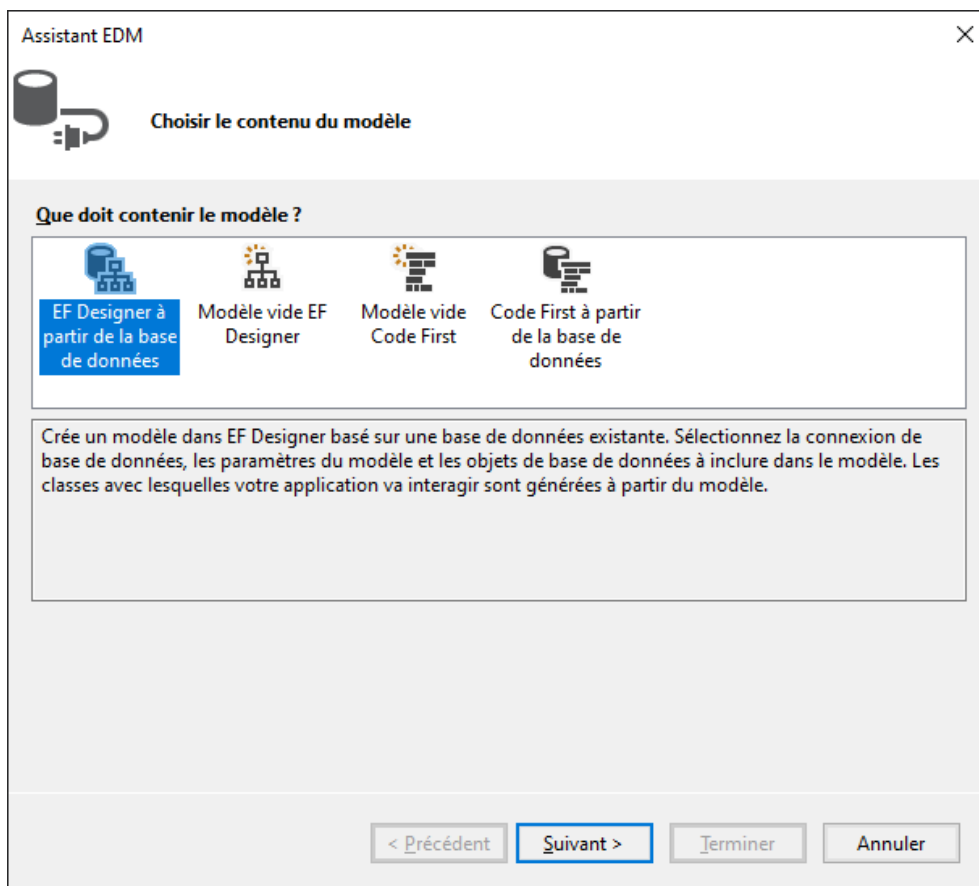 Assistant EDM
Choisir le contenu du modèle
Que doit contenir le modèle ?
EF Designer à
partir de la base
de données
Modèle vide EF
Designer
Modèle vide
Code First
Code First à partir
de la base de
données
Crée un modèle dans EF Designer basé sur une base de données existante. Sélectionnez la connexion de
base de données, les paramètres du modèle et les objets de base de données à inclure dans le modèle. Les
classes avec lesquelles votre application va interagir sont générées à partir du modèle.
< Précédent
Suivant >
Terminer
Annuler